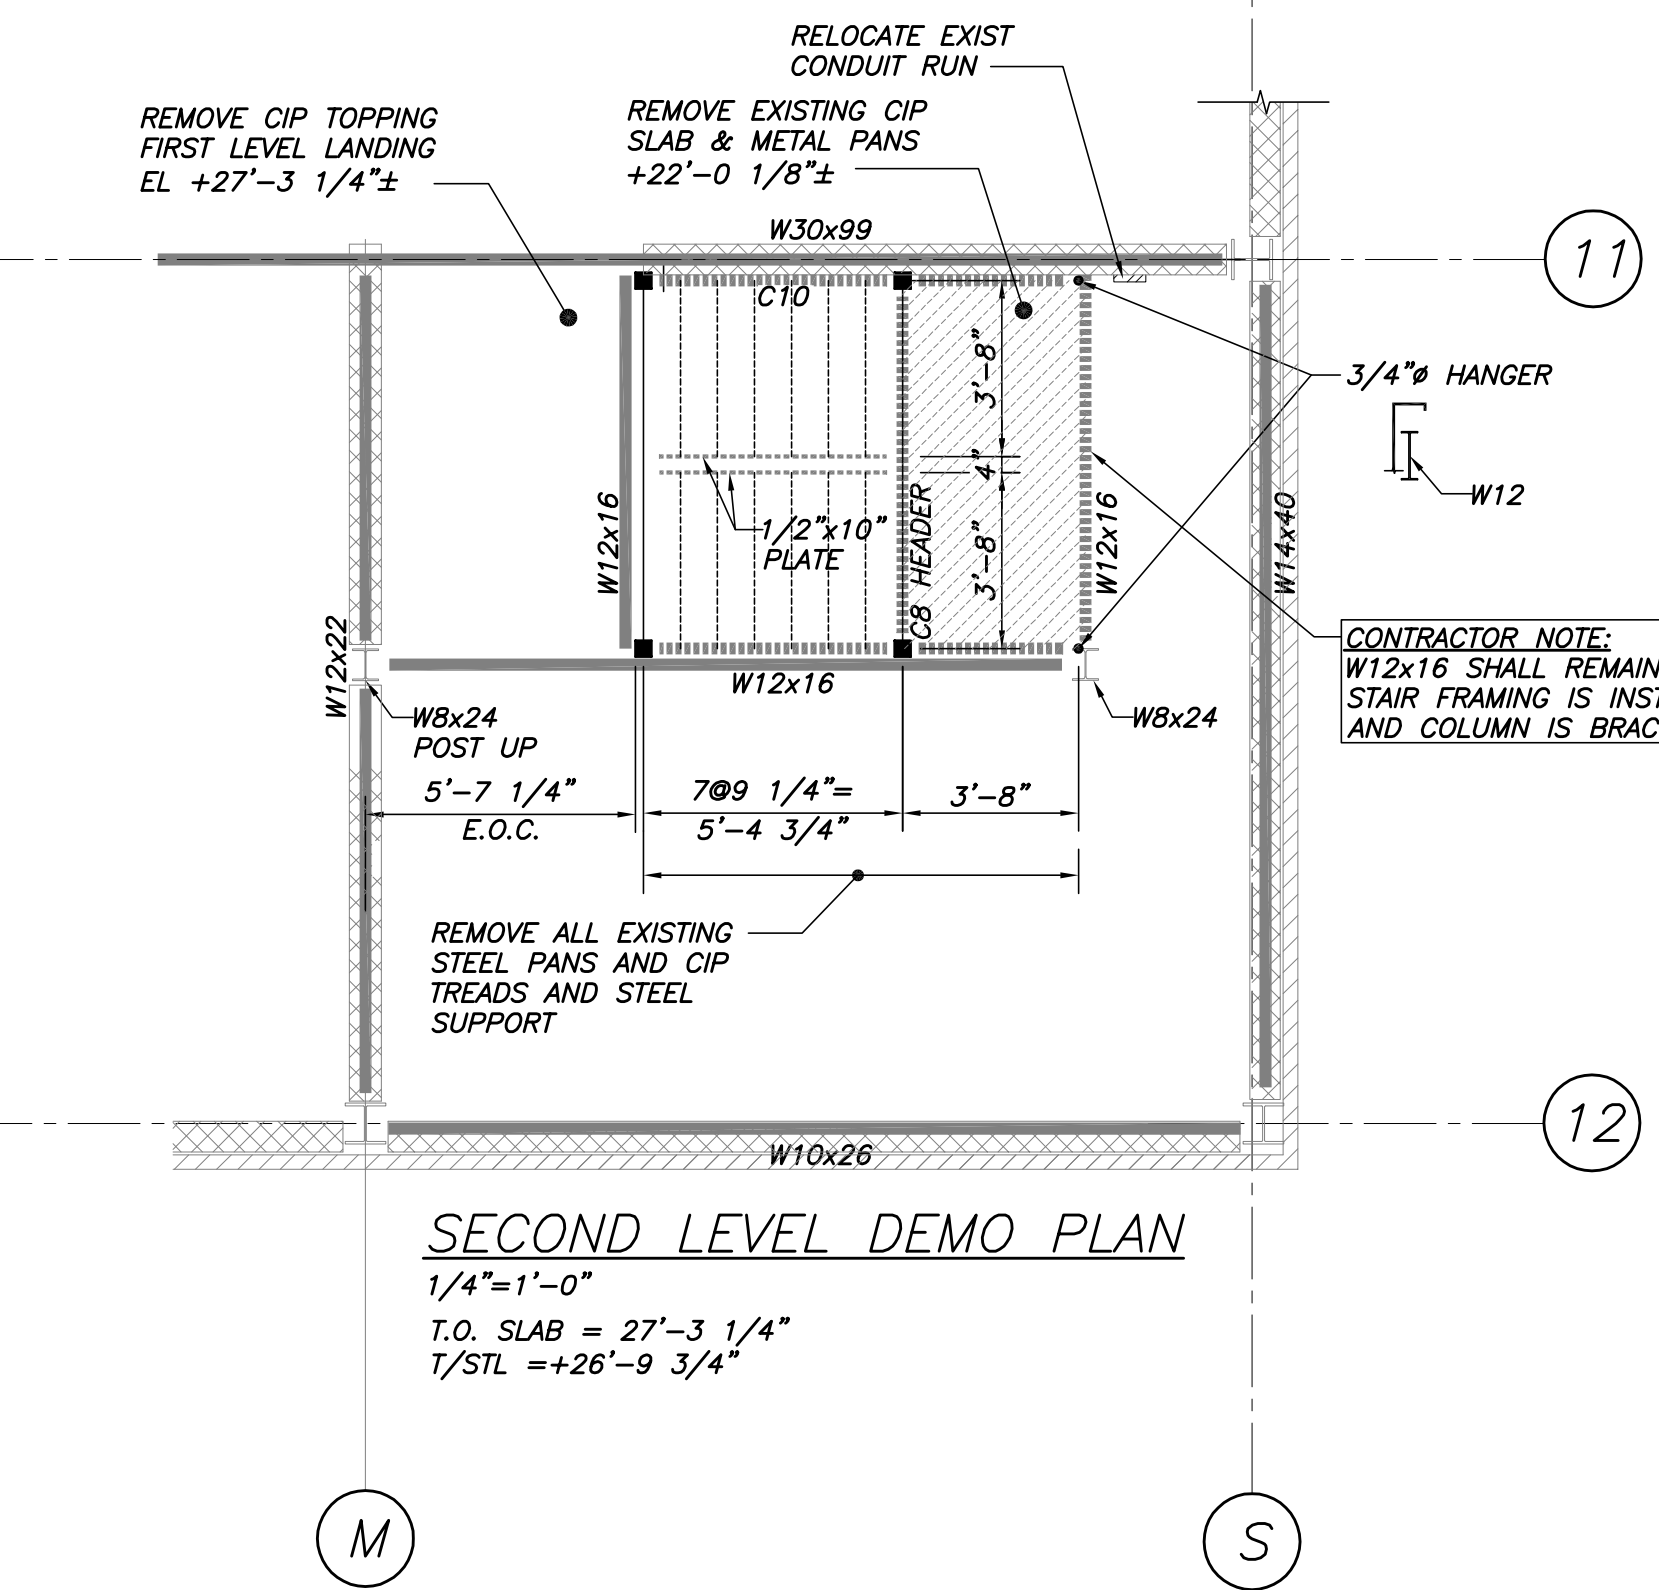 RELOCATE EXIST
CONDUIT RUN
REMOVE CIP TOPPING
FIRST LEVEL LANDING
EL +27'-3 1/4"±
REMOVE EXISTING CIP
SLAB & METAL PANS
+22'-0 1/8"±
W30x99
11
C10
3'-8"
3/4"ø HANGER
4"
W12
W12x16
1/2"x10"
PLATE
C8 HEADER
3'-8"
W12x16
W14x40
W12x22
CONTRACTOR NOTE:
W12x16 SHALL REMAIN
STAIR FRAMING IS INST
AND COLUMN IS BRAC
W12x16
W8x24
POST UP
W8x24
5'-7 1/4"
E.O.C.
7@9 1/4"=
5'-4 3/4"
3'-8"
REMOVE ALL EXISTING
STEEL PANS AND CIP
TREADS AND STEEL
SUPPORT
12
W10x26
SECOND LEVEL DEMO PLAN
1/4"=1'-0"
T.O. SLAB = 27'-3 1/4"
T/STL =+26'-9 3/4"
M
S